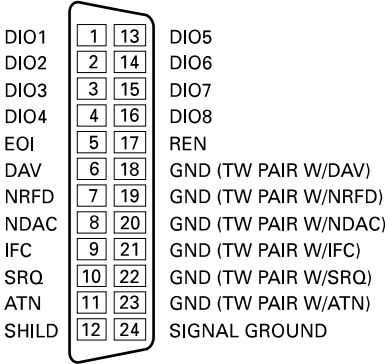 DIO1 1 13 DIO5
DIO2 2 14 DIO6
DIO3 3 15 DIO7
DIO4 4 16 DIO8
EOI 5 17 REN
DAV 6 18 GND (TW PAIR W/DAV)
NRFD 7 19 GND (TW PAIR W/NRFD)
NDAC 8 20 GND (TW PAIR W/NDAC)
IFC 9 21 GND (TW PAIR W/IFC)
SRQ 10 22 GND (TW PAIR W/SRQ)
ATN 11 23 GND (TW PAIR W/ATN)
SHILD 12 24 SIGNAL GROUND